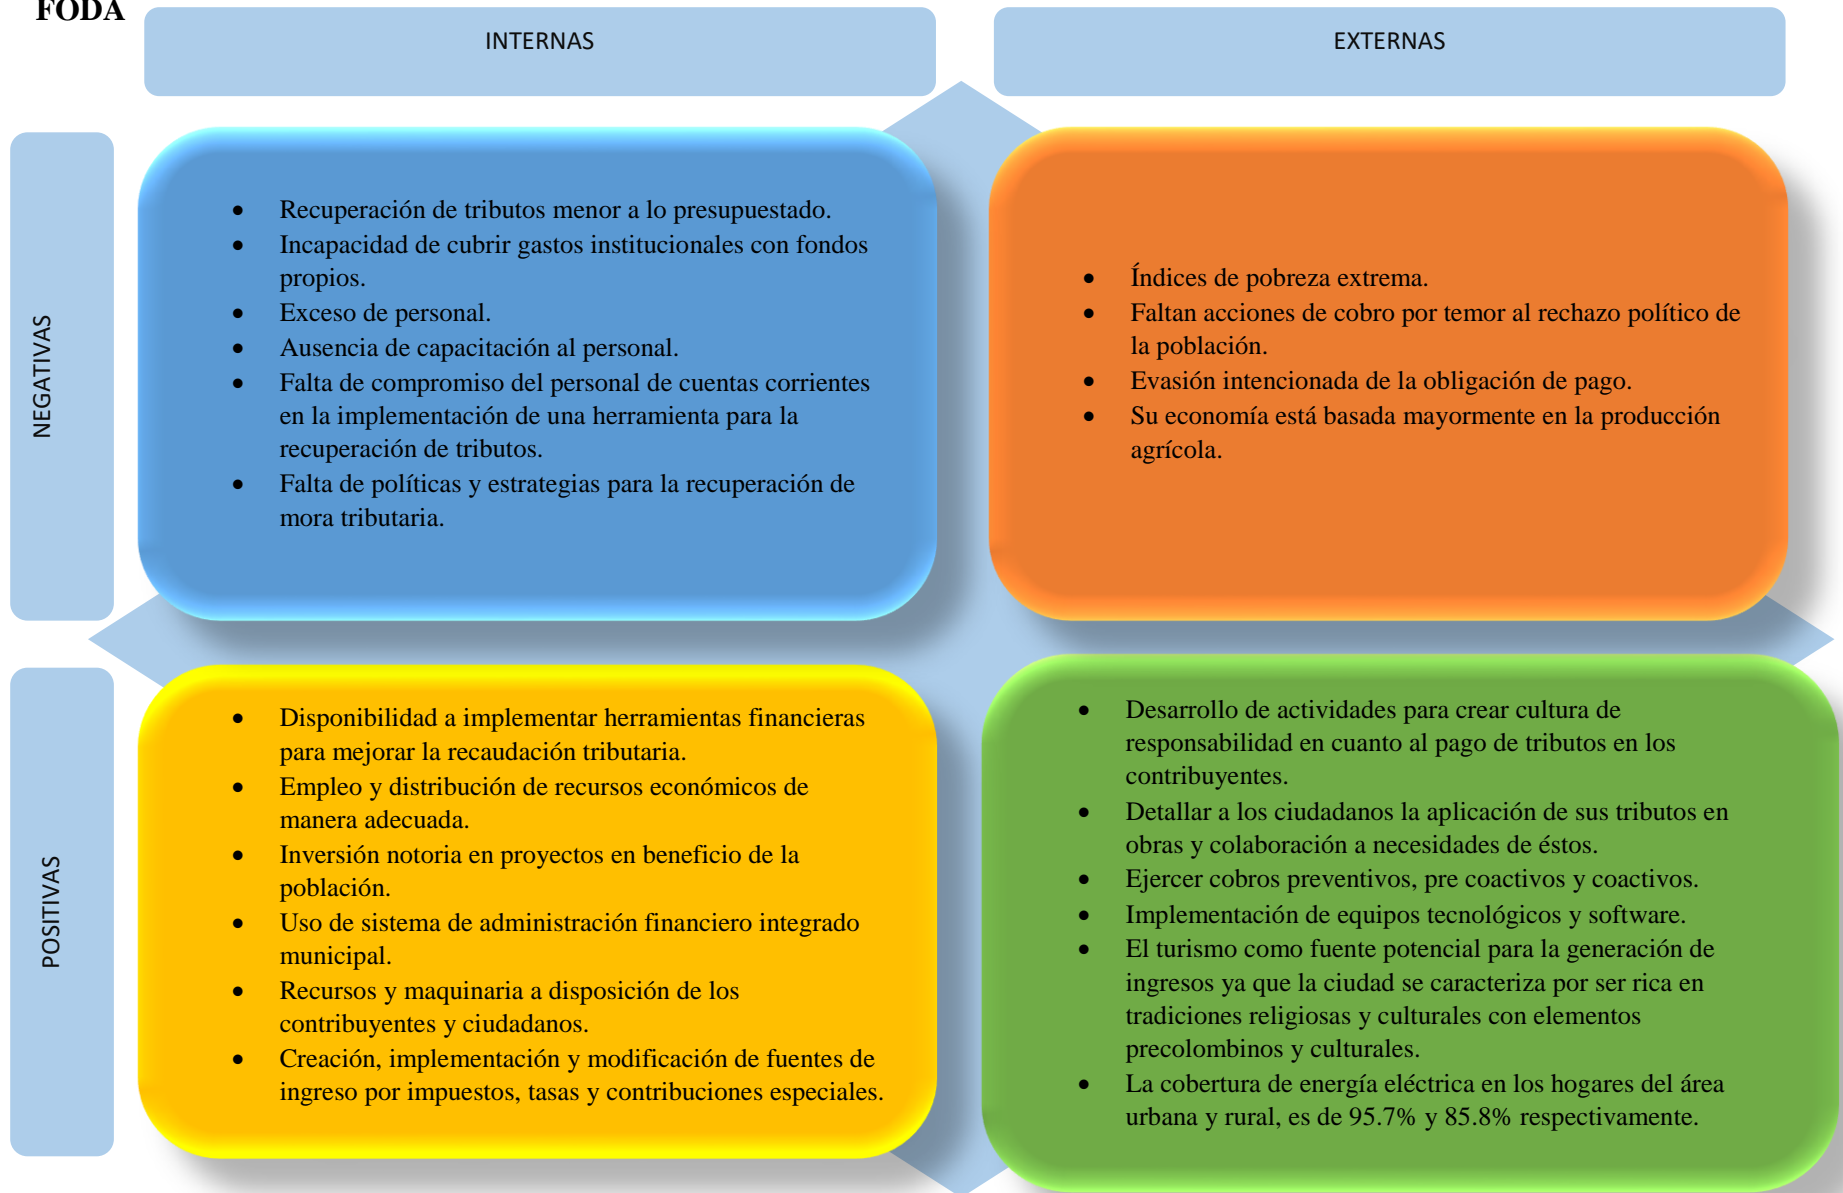 FODA
INTERNAS
EXTERNAS
NEGATIVAS
• Recuperación de tributos menor a lo presupuestado.
• Incapacidad de cubrir gastos institucionales con fondos
propios.
• Exceso de personal.
• Ausencia de capacitación al personal.
• Falta de compromiso del personal de cuentas corrientes
en la implementación de una herramienta para la
recuperación de tributos.
• Falta de políticas y estrategias para la recuperación de
mora tributaria.
• Índices de pobreza extrema.
• Faltan acciones de cobro por temor al rechazo político de
la población.
• Evasión intencionada de la obligación de pago.
• Su economía está basada mayormente en la producción
agrícola.
POSITIVAS
• Disponibilidad a implementar herramientas financieras
para mejorar la recaudación tributaria.
• Empleo y distribución de recursos económicos de
manera adecuada.
• Inversión notoria en proyectos en beneficio de la
población.
• Uso de sistema de administración financiero integrado
municipal.
• Recursos y maquinaria a disposición de los
contribuyentes y ciudadanos.
• Creación, implementación y modificación de fuentes de
ingreso por impuestos, tasas y contribuciones especiales.
• Desarrollo de actividades para crear cultura de
responsabilidad en cuanto al pago de tributos en los
contribuyentes.
• Detallar a los ciudadanos la aplicación de sus tributos en
obras y colaboración a necesidades de éstos.
• Ejercer cobros preventivos, pre coactivos y coactivos.
• Implementación de equipos tecnológicos y software.
• El turismo como fuente potencial para la generación de
ingresos ya que la ciudad se caracteriza por ser rica en
tradiciones religiosas y culturales con elementos
precolombinos y culturales.
• La cobertura de energía eléctrica en los hogares del área
urbana y rural, es de 95.7% y 85.8% respectivamente.